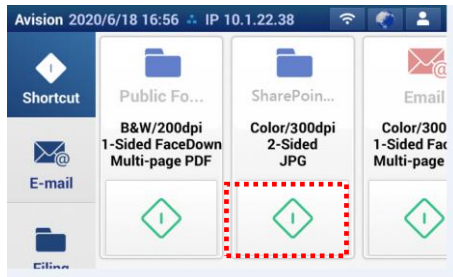 Avision 2020/6/18 16:56 IP 10.1.22.38
Shortcut
E-mail
Filing
Public Fo...
B&W/200dpi
1-Sided FaceDown
Multi-page PDF
SharePoin...
Color/300dpi
2-Sided
JPG
Email
Color/300
1-Sided Fac
Multi-page